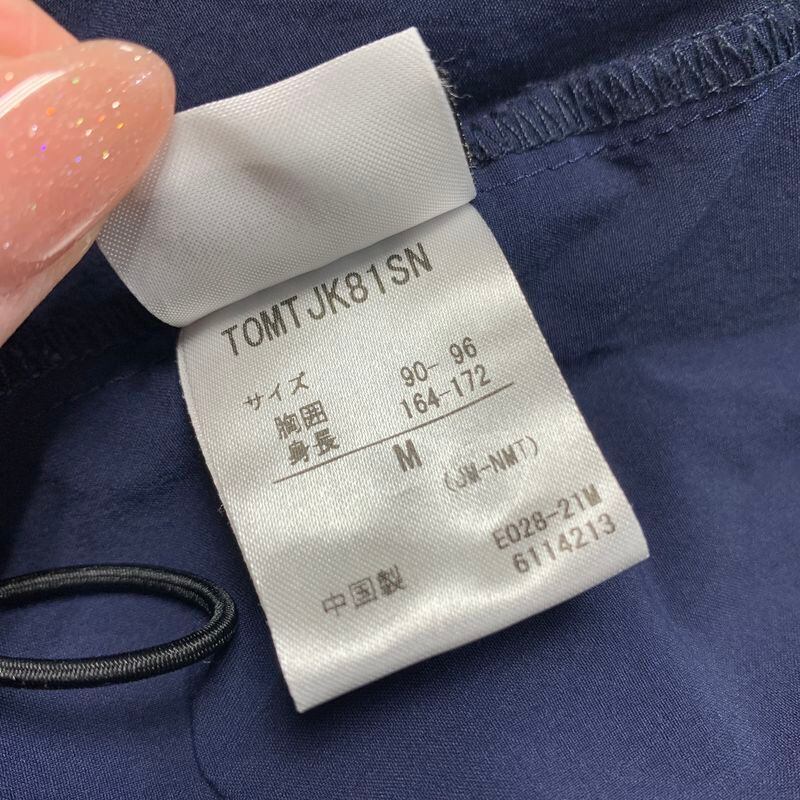 TOMTJK81SN
サイズ
胸囲 90- 96
身長 164-172
M
(JM-NMT)
E028-21M
6114213
中国製